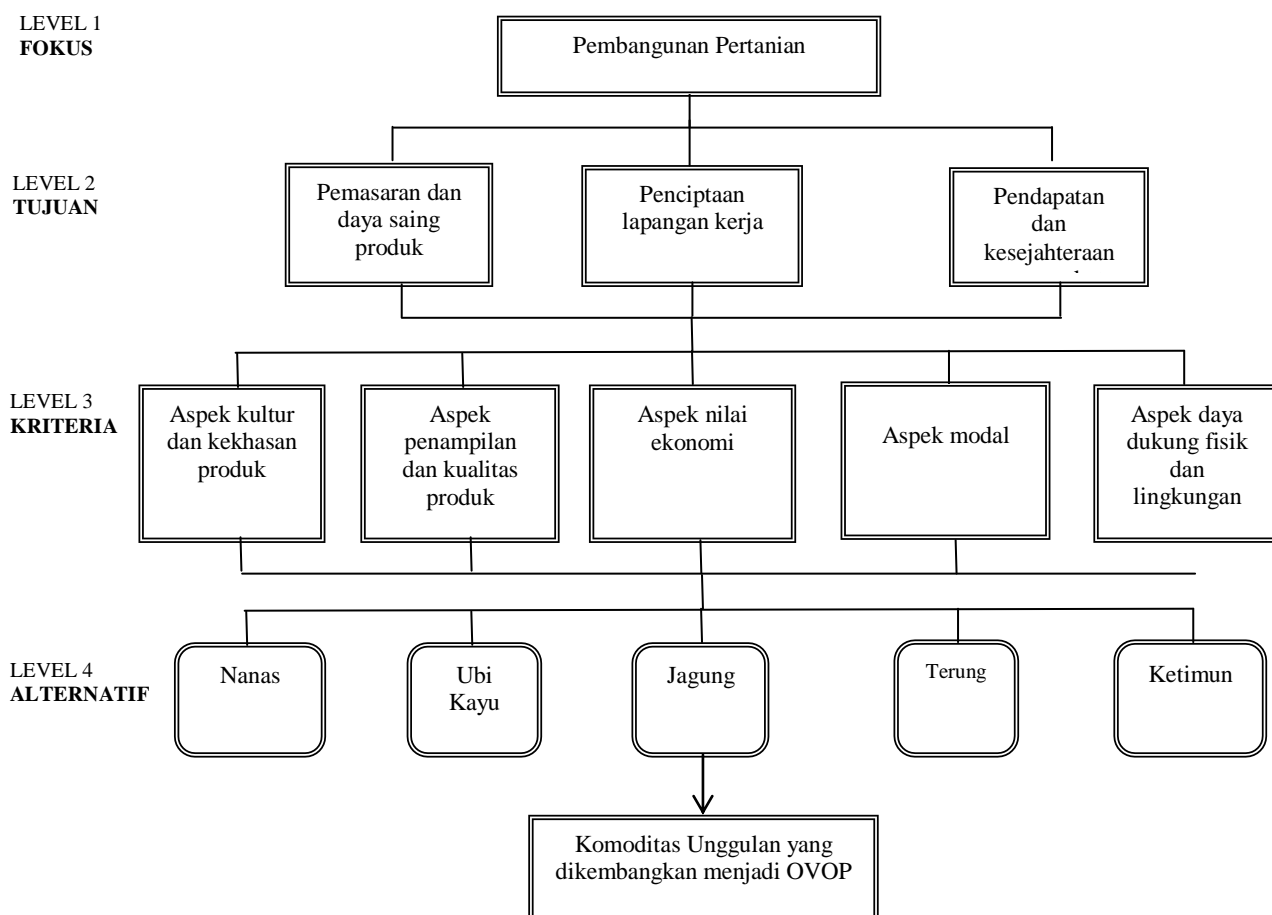 LEVEL 1
FOKUS
Pembangunan Pertanian
LEVEL 2
TUJUAN
Pemasaran dan
daya saing
produk
Penciptaan
lapangan kerja
Pendapatan
dan
kesejahteraan
LEVEL 3
KRITERIA
Aspek kultur
dan kekhasan
produk
Aspek
penampilan
dan kualitas
produk
Aspek nilai
ekonomi
Aspek modal
Aspek daya
dukung fisik
dan
lingkungan
LEVEL 4
ALTERNATIF
Nanas
Ubi
Kayu
Jagung
Terung
Ketimun
Komoditas Unggulan yang
dikembangkan menjadi OVOP